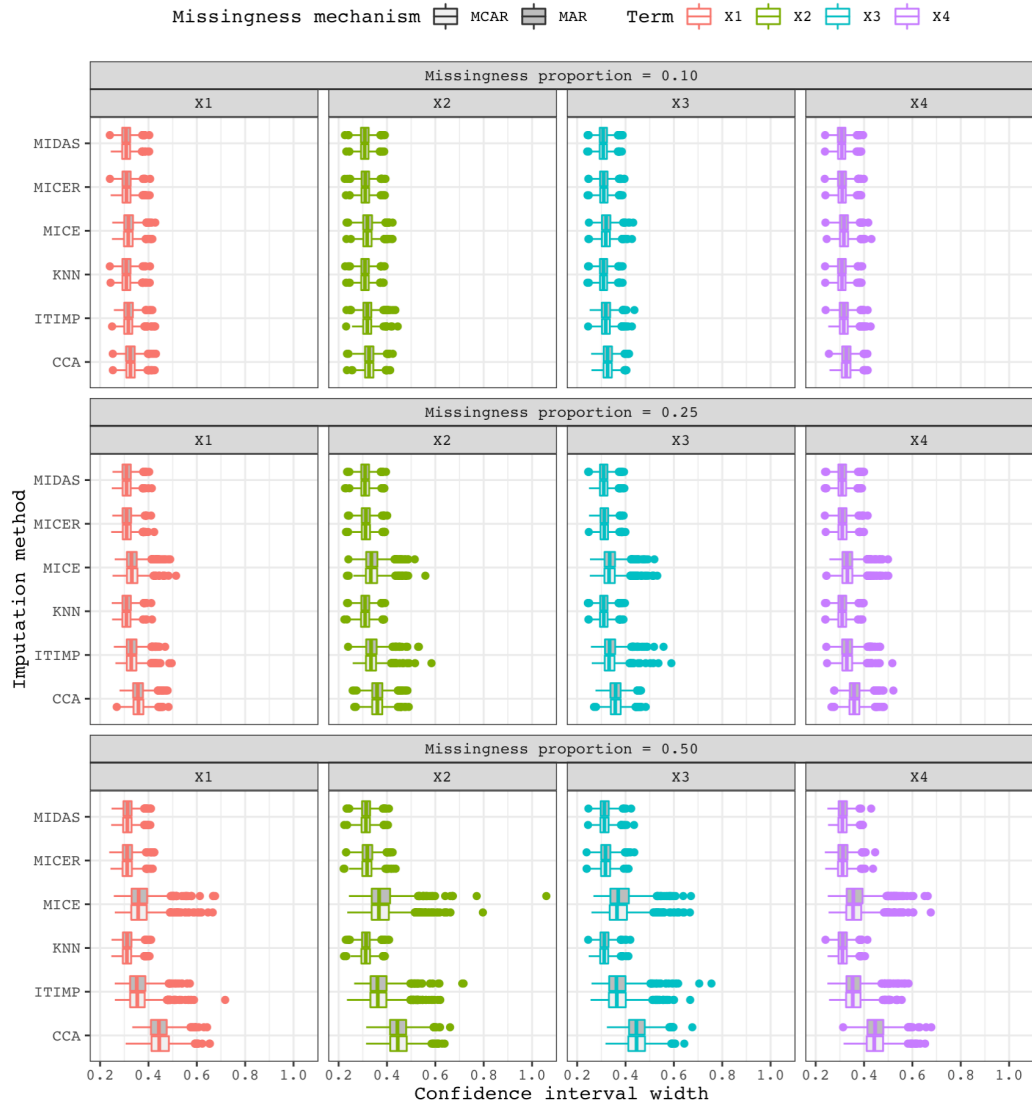 Missingness mechanism MCAR MAR Term X1 X2 X3 X4
Missingness proportion = 0.10
X1 X2 X3 X4
MIDAS
MICER
MICE
KNN
ITIMP
CCA
Missingness proportion = 0.25
X1 X2 X3 X4
MIDAS
MICER
MICE
KNN
ITIMP
CCA
Imputation method
Missingness proportion = 0.50
X1 X2 X3 X4
MIDAS
MICER
MICE
KNN
ITIMP
CCA
0.2 0.4 0.6 0.8 1.0 0.2 0.4 0.6 0.8 1.0 0.2 0.4 0.6 0.8 1.0 0.2 0.4 0.6 0.8 1.0
Confidence interval width